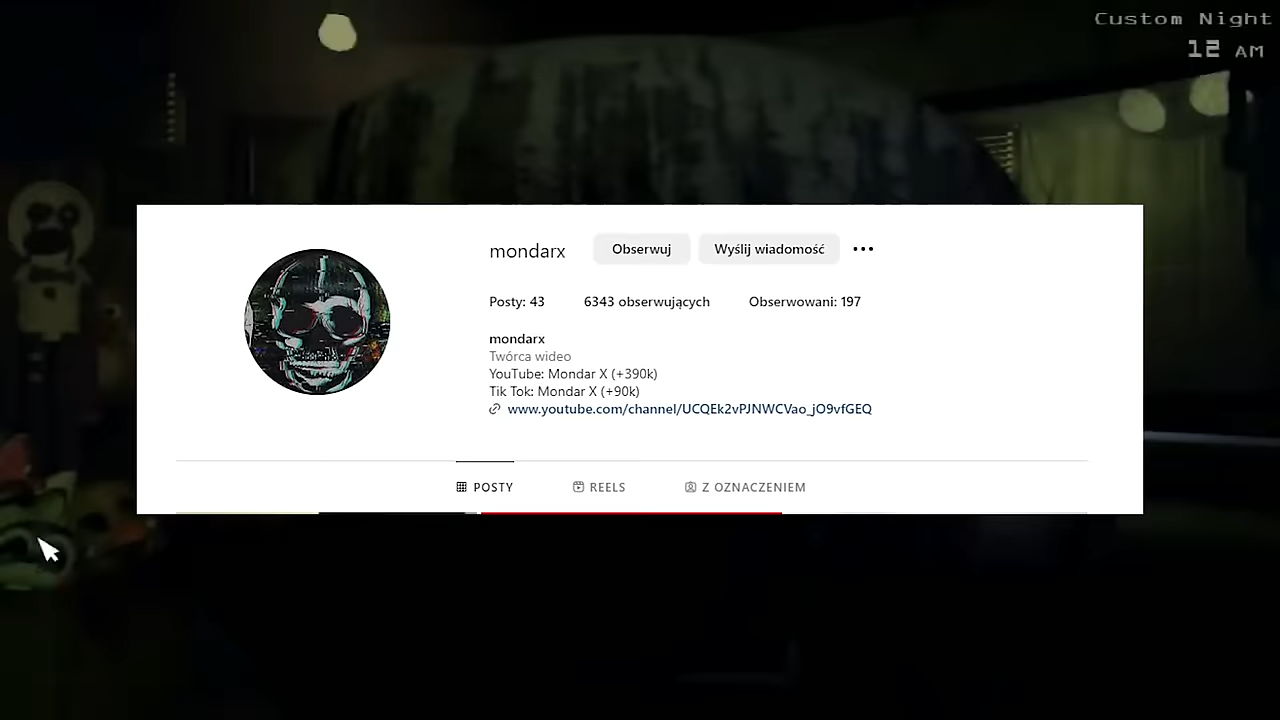 Custom Night
12 AM
mondarx Obserwuj Wyślij wiadomość
Posty: 43 6343 obserwujących Obserwowani: 197
mondarx
Twórca wideo
YouTube: Mondar X (+390k)
Tik Tok: Mondar X (+90k)
www.youtube.com/channel/UCQEk2vPJNWCVao_jO9vfGEQ
POSTY REELS Z OZNACZENIEM